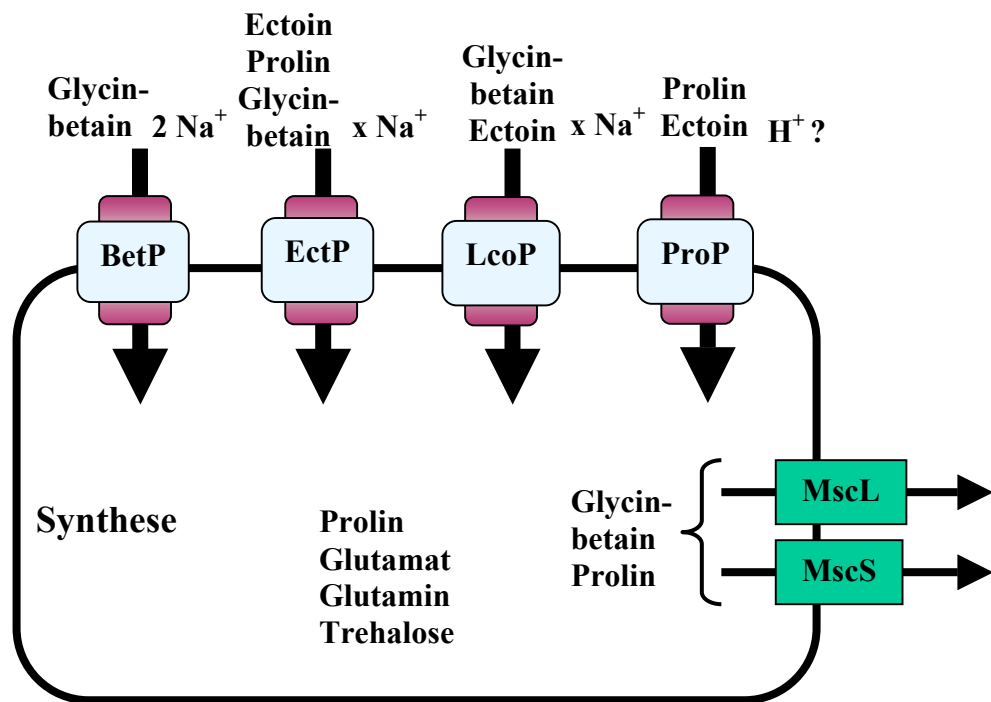 Glycin-
betain 2 Na⁺
Ectoin
Prolin
Glycin-
betain x Na⁺
Glycin-
betain
Ectoin x Na⁺
Prolin
Ectoin H⁺ ?
BetP
EctP
LcoP
ProP
Synthese
Prolin
Glutamat
Glutamin
Trehalose
Glycin-
betain
Prolin
MscL
MscS